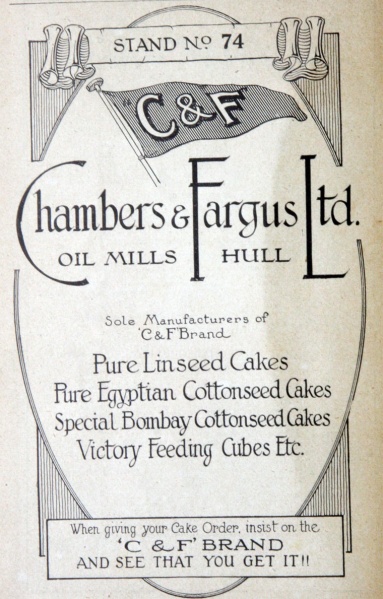 STAND No. 74
"C & F"
Chambers & Fargus Ltd.
OIL MILLS HULL
Sole Manufacturers of
'C & F' Brand
Pure Linseed Cakes
Pure Egyptian Cottonseed Cakes
Special Bombay Cottonseed Cakes
Victory Feeding Cubes Etc.
When giving your Cake Order, insist on the
'C & F' BRAND
AND SEE THAT YOU GET IT!!